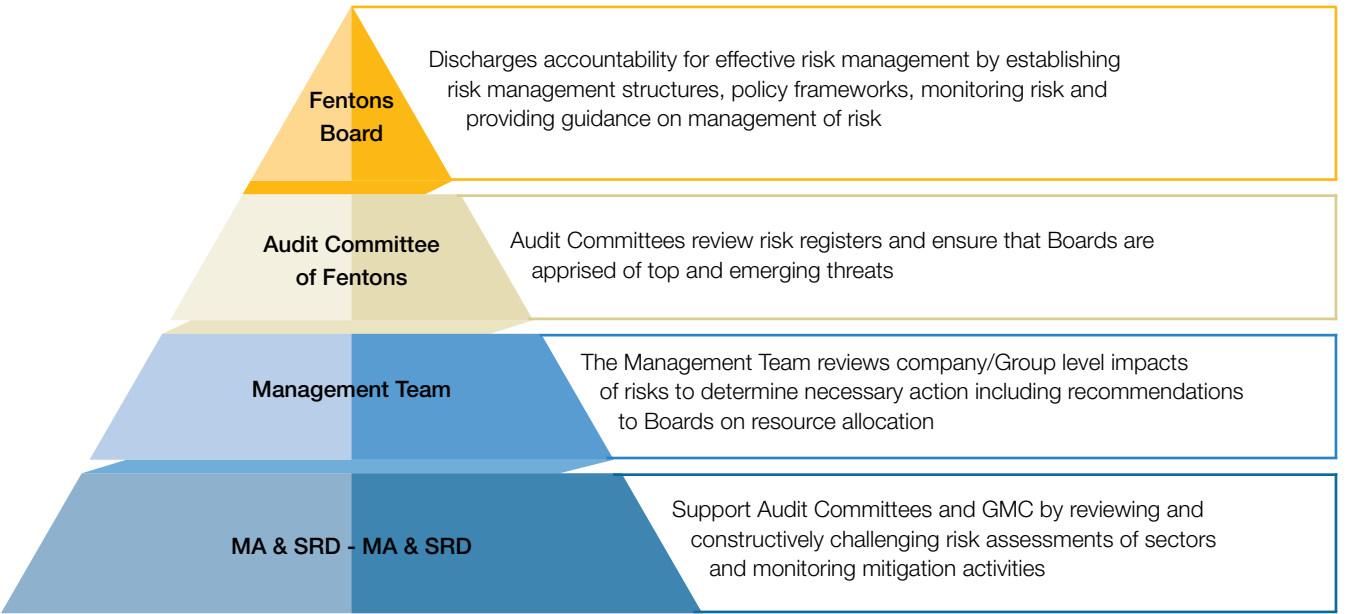 Fentons
Board
Discharges accountability for effective risk management by establishing
risk management structures, policy frameworks, monitoring risk and
providing guidance on management of risk
Audit Committee
of Fentons
Audit Committees review risk registers and ensure that Boards are
apprised of top and emerging threats
Management Team
The Management Team reviews company/Group level impacts
of risks to determine necessary action including recommendations
to Boards on resource allocation
MA & SRD - MA & SRD
Support Audit Committees and GMC by reviewing and
constructively challenging risk assessments of sectors
and monitoring mitigation activities